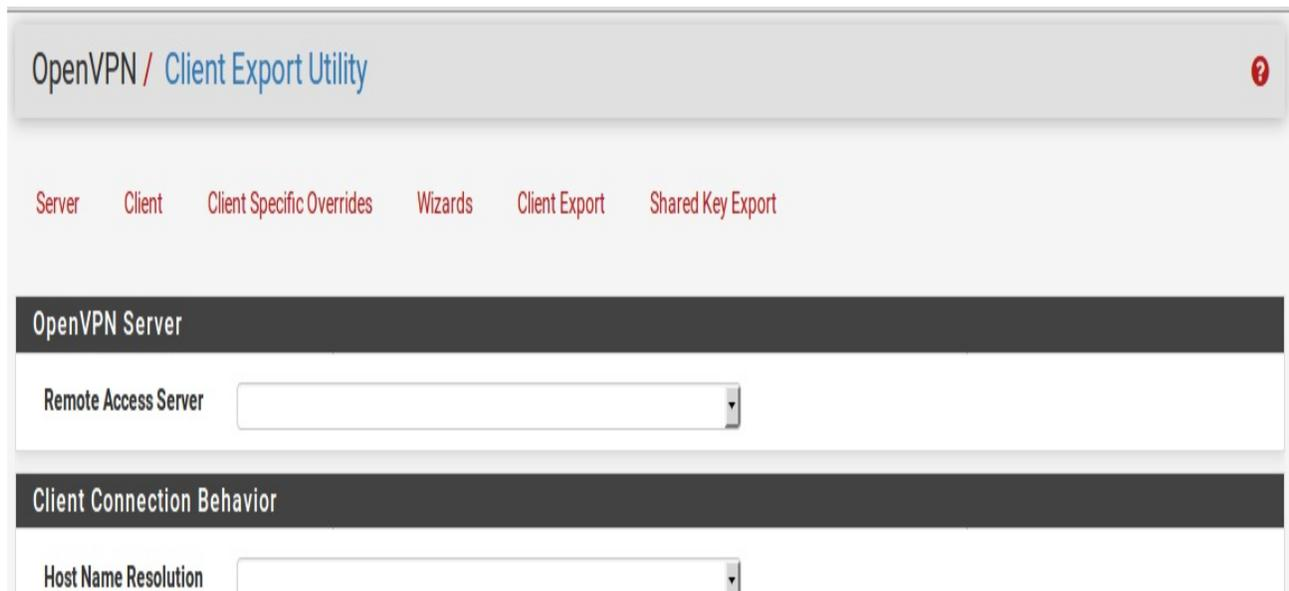 OpenVPN / Client Export Utility
Server Client Client Specific Overrides Wizards Client Export Shared Key Export
OpenVPN Server
Remote Access Server
Client Connection Behavior
Host Name Resolution